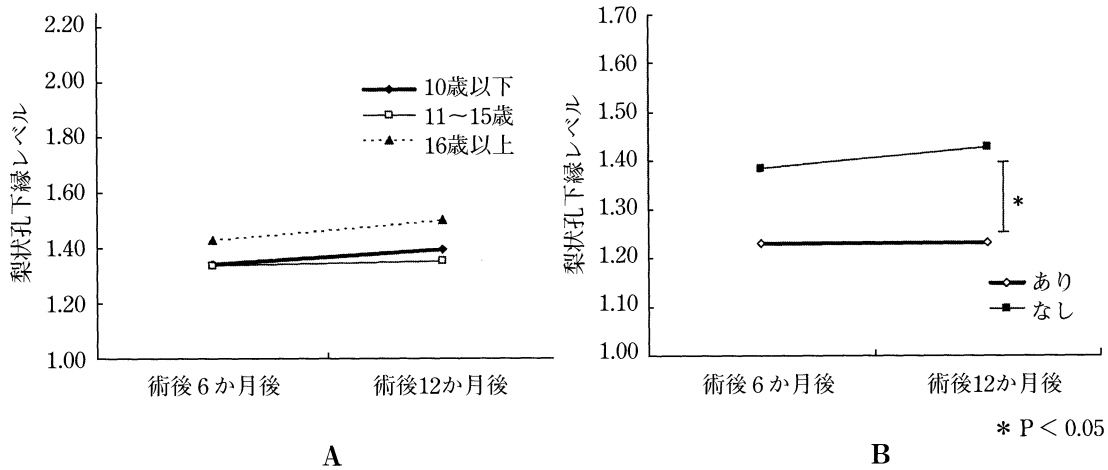 梨状孔下縁レベル
2.20
2.00
1.80
1.60
1.40
1.20
1.00
10歳以下
11～15歳
16歳以上
術後6か月後
術後12か月後
A
梨状孔下縁レベル
1.70
1.60
1.50
1.40
1.30
1.20
1.10
1.00
*
あり
なし
術後6か月後
術後12か月後
* P < 0.05
B